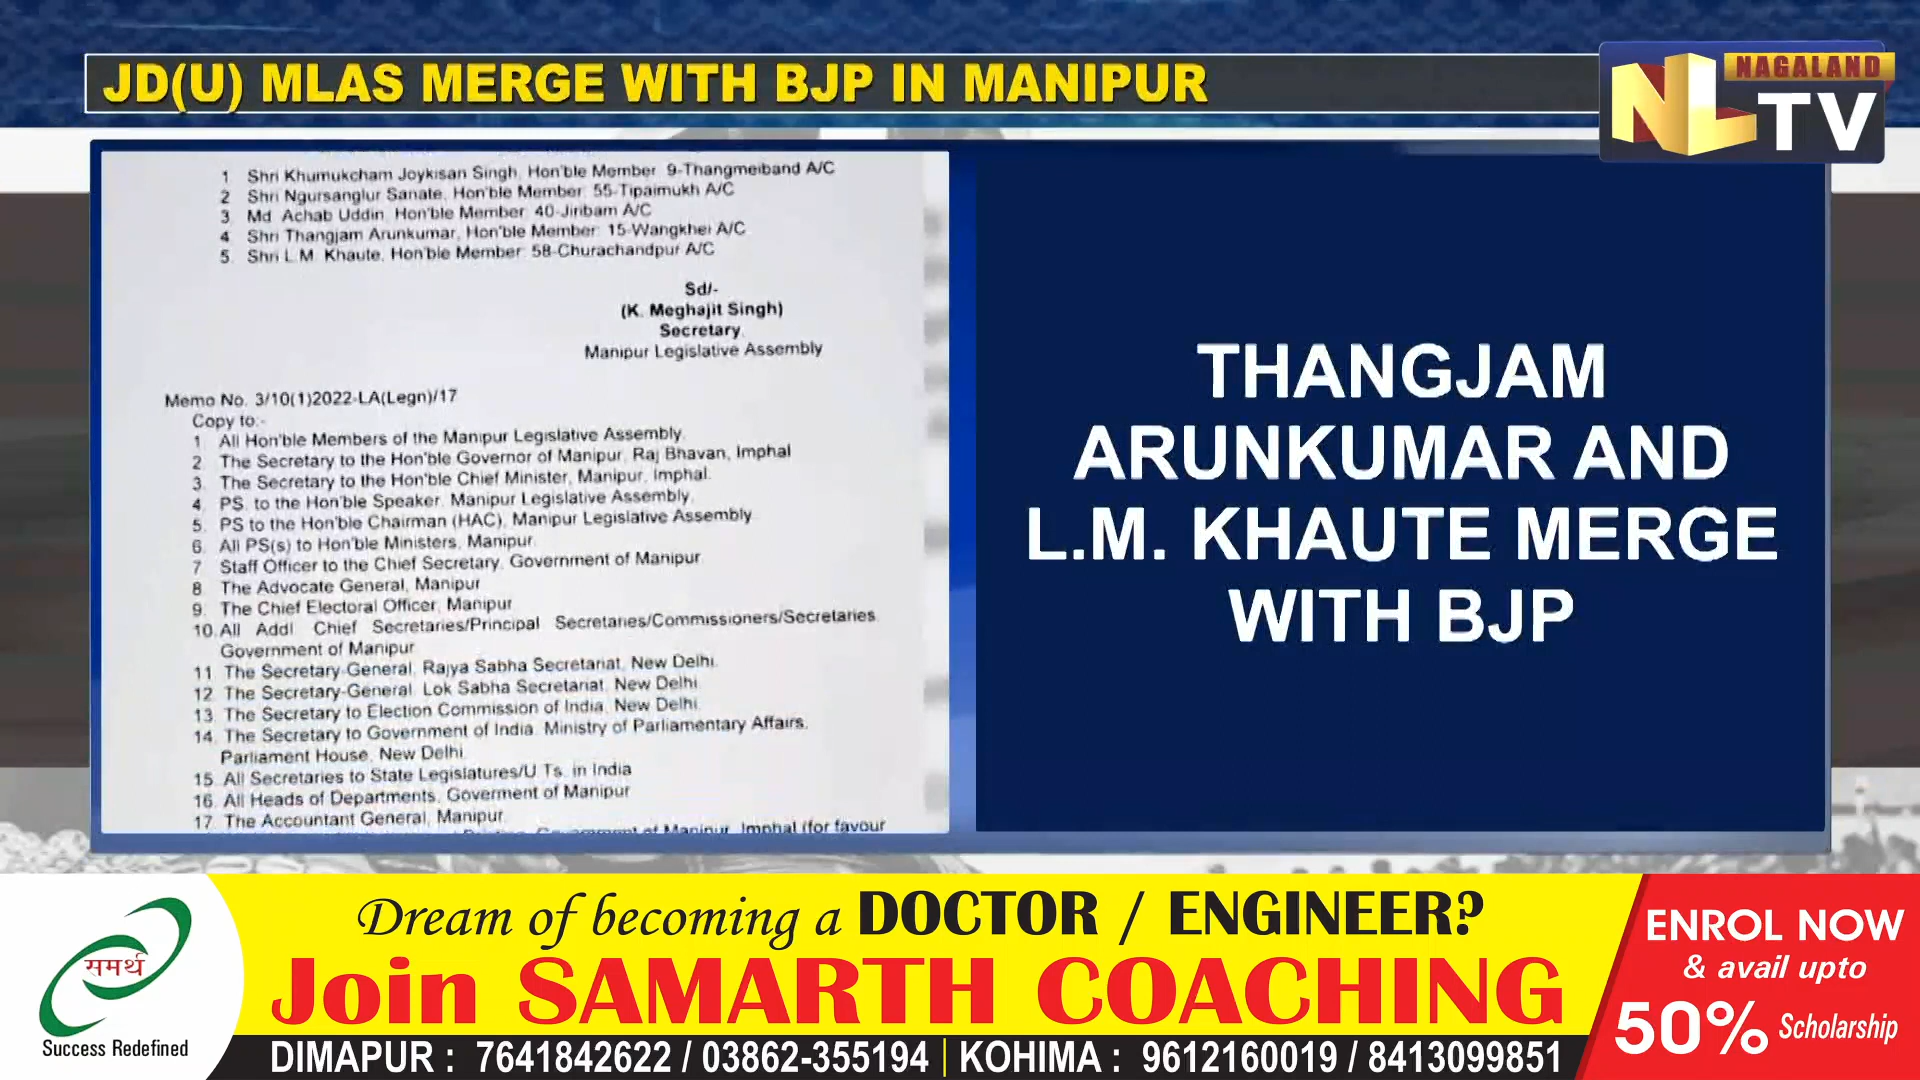 JD(U) MLAS MERGE WITH BJP IN MANIPUR
NAGALAND
NLTV
1 Shri Khumukcham Joykisan Singh, Hon'ble Member 9-Thangmeiband A/C
2 Shri Ngursanglur Sanate, Hon'ble Member 55-Tipaimukh A/C
3 Md Achab Uddin, Hon'ble Member 40-Jiribam A/C
4 Shri Thangjam Arunkumar, Hon'ble Member 15-Wangkhei A/C
5. Shri L.M. Khaute, Hon'ble Member 58-Churachandpur A/C
Sd/-
(K. Meghajit Singh)
Secretary
Manipur Legislative Assembly
Memo No. 3/10(1)2022-LA(Legn)/17
Copy to:-
1 All Hon'ble Members of the Manipur Legislative Assembly.
2 The Secretary to the Hon'ble Governor of Manipur, Raj Bhavan, Imphal
3. The Secretary to the Hon'ble Chief Minister, Manipur, Imphal.
4. PS. to the Hon'ble Speaker, Manipur Legislative Assembly.
5. PS to the Hon'ble Chairman (HAC), Manipur Legislative Assembly
6. All PS(s) to Hon'ble Ministers, Manipur.
7 Staff Officer to the Chief Secretary, Government of Manipur
8. The Advocate General, Manipur
9. The Chief Electoral Officer, Manipur
10. All Addl Chief Secretaries/Principal Secretaries/Commissioners/Secretaries
Government of Manipur
11 The Secretary-General, Rajya Sabha Secretariat, New Delhi.
12. The Secretary-General Lok Sabha Secretariat, New Delhi
13. The Secretary to Election Commission of India, New Delhi.
14. The Secretary to Government of India, Ministry of Parliamentary Affairs,
Parliament House, New Delhi.
15. All Secretaries to State Legislatures/U.Ts. in India
16. All Heads of Departments, Goverment of Manipur
17. The Accountant General, Manipur
Government of Manipur, Imphal (for favour
THANGJAM
ARUNKUMAR AND
L.M. KHAUTE MERGE
WITH BJP
समर्थ
Success Redefined
Dream of becoming a DOCTOR / ENGINEER?
Join SAMARTH COACHING
DIMAPUR : 7641842622 / 03862-355194 | KOHIMA : 9612160019 / 8413099851
ENROL NOW
& avail upto
50% Scholarship